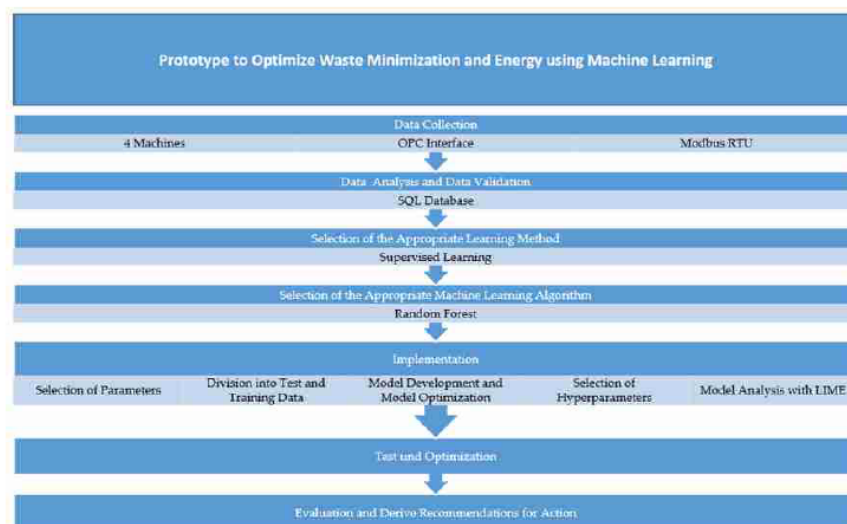 Prototype to Optimize Waste Minimization and Energy using Machine Learning
Data Collection
4 Machines
OPC Interface
Modbus RTU
Data Analysis and Data Validation
SQL Database
Selection of the Appropriate Learning Method
Supervised Learning
Selection of the Appropriate Machine Learning Algorithm
Random Forest
Implementation
Selection of Parameters
Division into Test and
Training Data
Model Development and
Model Optimization
Selection of
Hyperparameters
Model Analysis with LIME
Test und Optimization
Evaluation and Derive Recommendations for Action